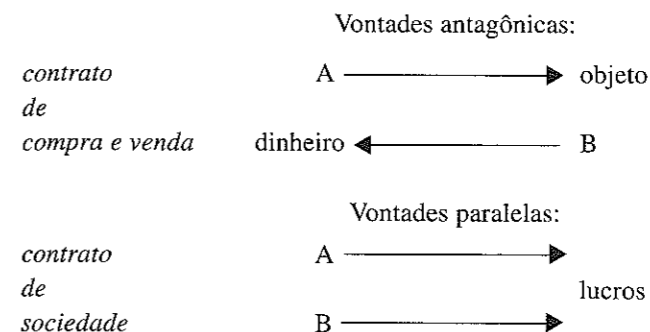 Vontades antagônicas:
contrato A objeto
de
compra e venda dinheiro B
Vontades paralelas:
contrato A
de lucros
sociedade B